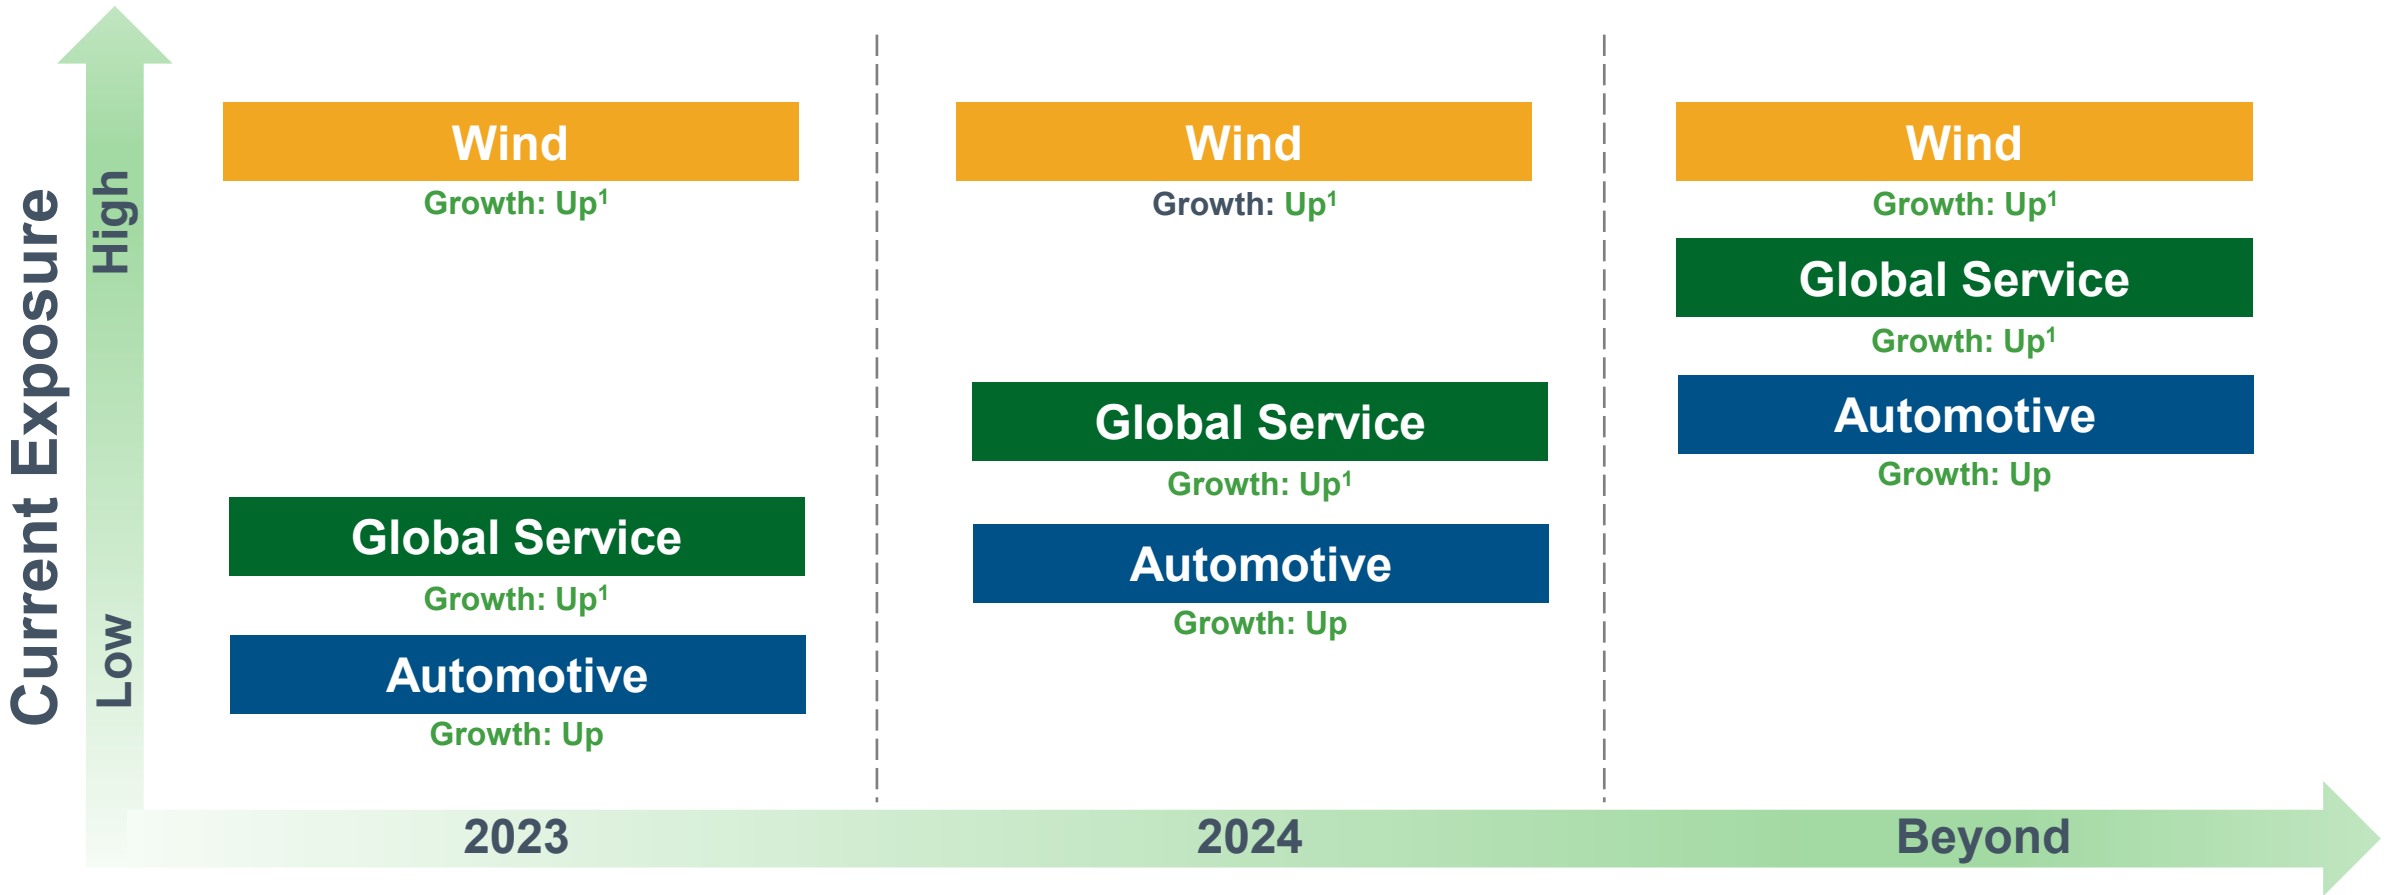 Current Exposure
High
Low
Wind
Growth: Up¹
Global Service
Growth: Up¹
Automotive
Growth: Up
Wind
Growth: Up¹
Global Service
Growth: Up¹
Automotive
Growth: Up
Wind
Growth: Up¹
Global Service
Growth: Up¹
Automotive
Growth: Up
2023
2024
Beyond